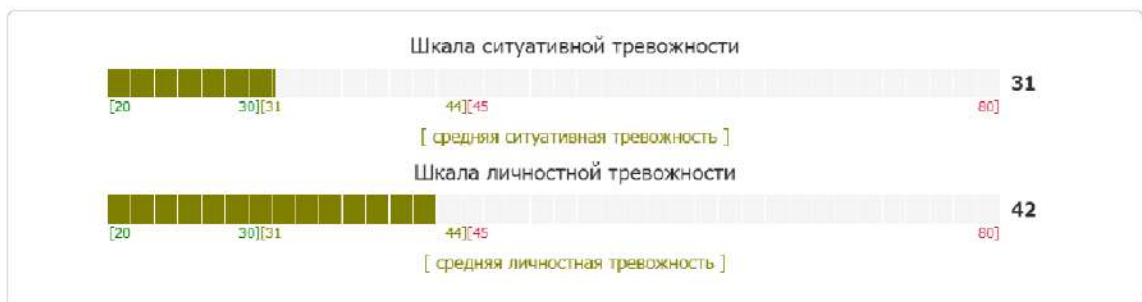 Шкала ситуативной тревожности
31
[20 30][31 44][45 80]
[ средняя ситуативная тревожность ]
Шкала личностной тревожности
42
[20 30][31 44][45 80]
[ средняя личностная тревожность ]